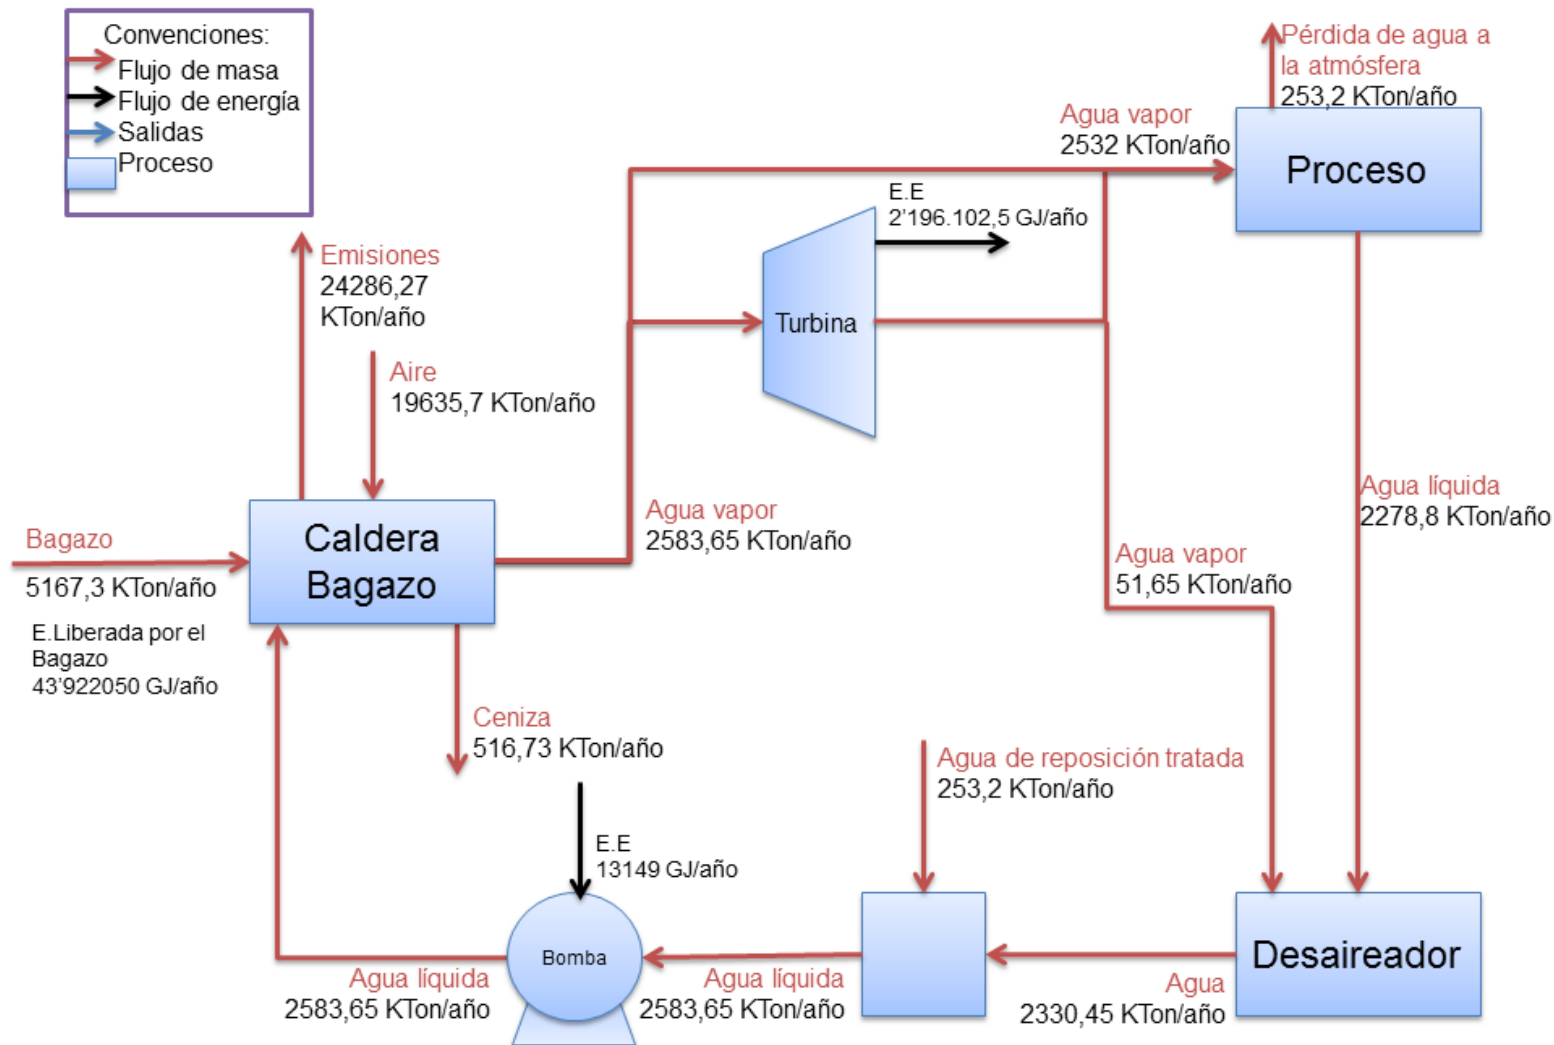 Convenciones:
Flujo de masa
Flujo de energía
Salidas
Proceso
Pérdida de agua a
la atmósfera
253,2 KTon/año
Agua vapor
2532 KTon/año
Proceso
E.E
2'196.102,5 GJ/año
Emisiones
24286,27
KTon/año
Turbina
Aire
19635,7 KTon/año
Agua líquida
2278,8 KTon/año
Agua vapor
2583,65 KTon/año
Caldera
Bagazo
Bagazo
5167,3 KTon/año
Agua vapor
51,65 KTon/año
E.Liberada por el
Bagazo
43'922050 GJ/año
Ceniza
516,73 KTon/año
Agua de reposición tratada
253,2 KTon/año
E.E
13149 GJ/año
Bomba
Desaireador
Agua líquida
2583,65 KTon/año
Agua líquida
2583,65 KTon/año
Agua
2330,45 KTon/año